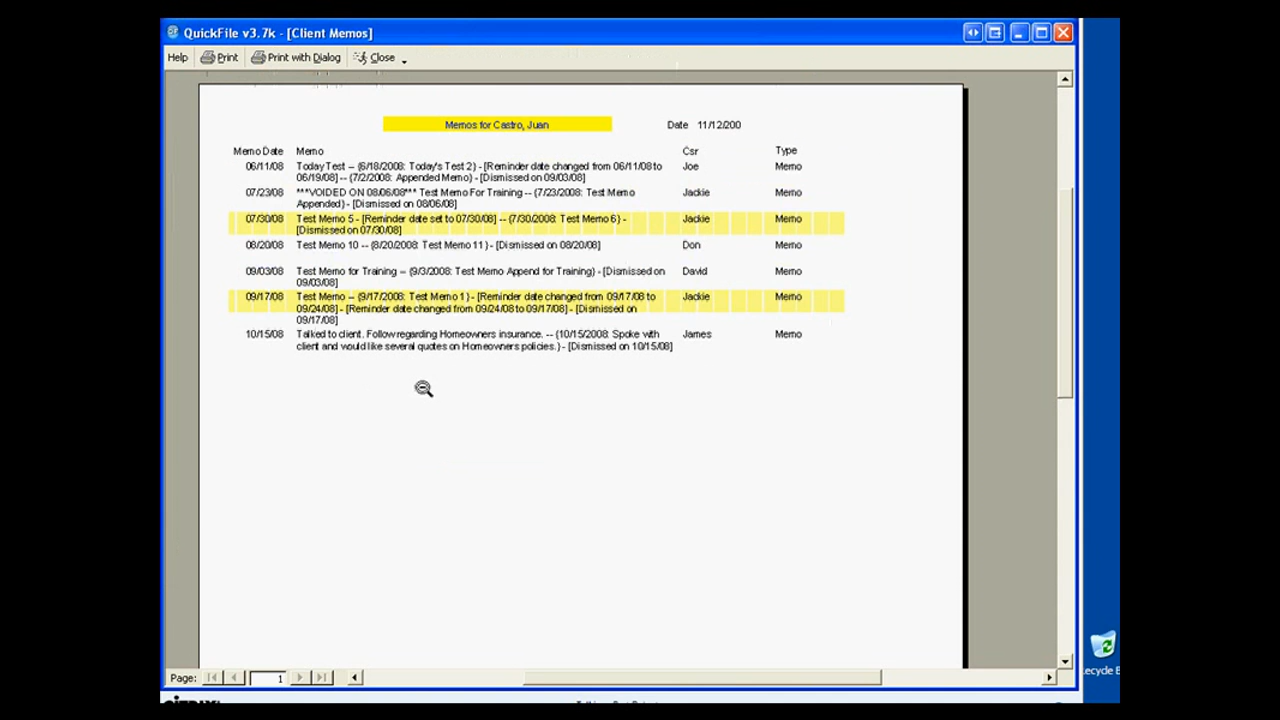 QuickFile v3.7k - [Client Memos]
Help Print Print with Dialog Close
Memos for Castro, Juan Date 11/12/200
Memo Date Memo Csr Type
06/11/08 Today Test -- {6/18/2008: Today's Test 2} - [Reminder date changed from 06/11/08 to Joe Memo
06/19/08] -- {7/2/2008: Appended Memo} - [Dismissed on 09/03/08]
07/23/08 ***VOIDED ON 08/06/08*** Test Memo For Training -- {7/23/2008: Test Memo Jackie Memo
Appended} - [Dismissed on 08/06/08]
07/30/08 Test Memo 5 - [Reminder date set to 07/30/08] -- {7/30/2008: Test Memo 6} - Jackie Memo
[Dismissed on 07/30/08]
08/20/08 Test Memo 10 -- {8/20/2008: Test Memo 11} - [Dismissed on 08/20/08] Don Memo
09/03/08 Test Memo for Training -- {9/3/2008: Test Memo Append for Training} - [Dismissed on David Memo
09/03/08]
09/17/08 Test Memo -- {9/17/2008: Test Memo 1} - [Reminder date changed from 09/17/08 to Jackie Memo
09/24/08] - [Reminder date changed from 09/24/08 to 09/17/08] - [Dismissed on
09/17/08]
10/15/08 Talked to client. Follow regarding Homeowners insurance. -- {10/15/2008: Spoke with James Memo
client and would like several quotes on Homeowners policies.} - [Dismissed on 10/15/08]
Page: 1
ecycle B